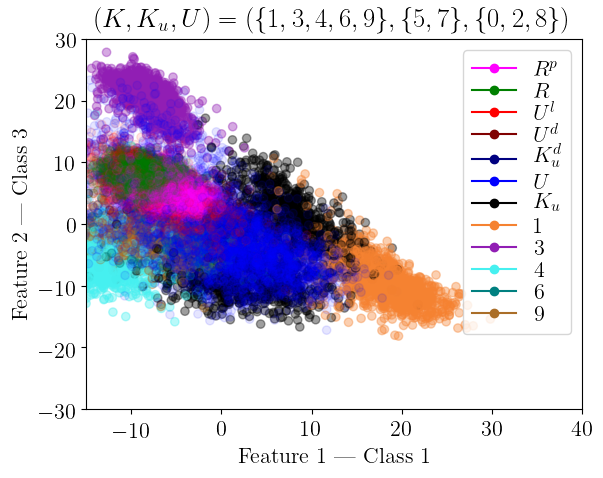 (K, K_u, U) = ({1, 3, 4, 6, 9}, {5, 7}, {0, 2, 8})
30
20
10
0
−10
−20
−30
Feature 2 — Class 3
R^p
R
U^l
U^d
K_u^d
U
K_u
1
3
4
6
9
−10
0
10
20
30
40
Feature 1 — Class 1